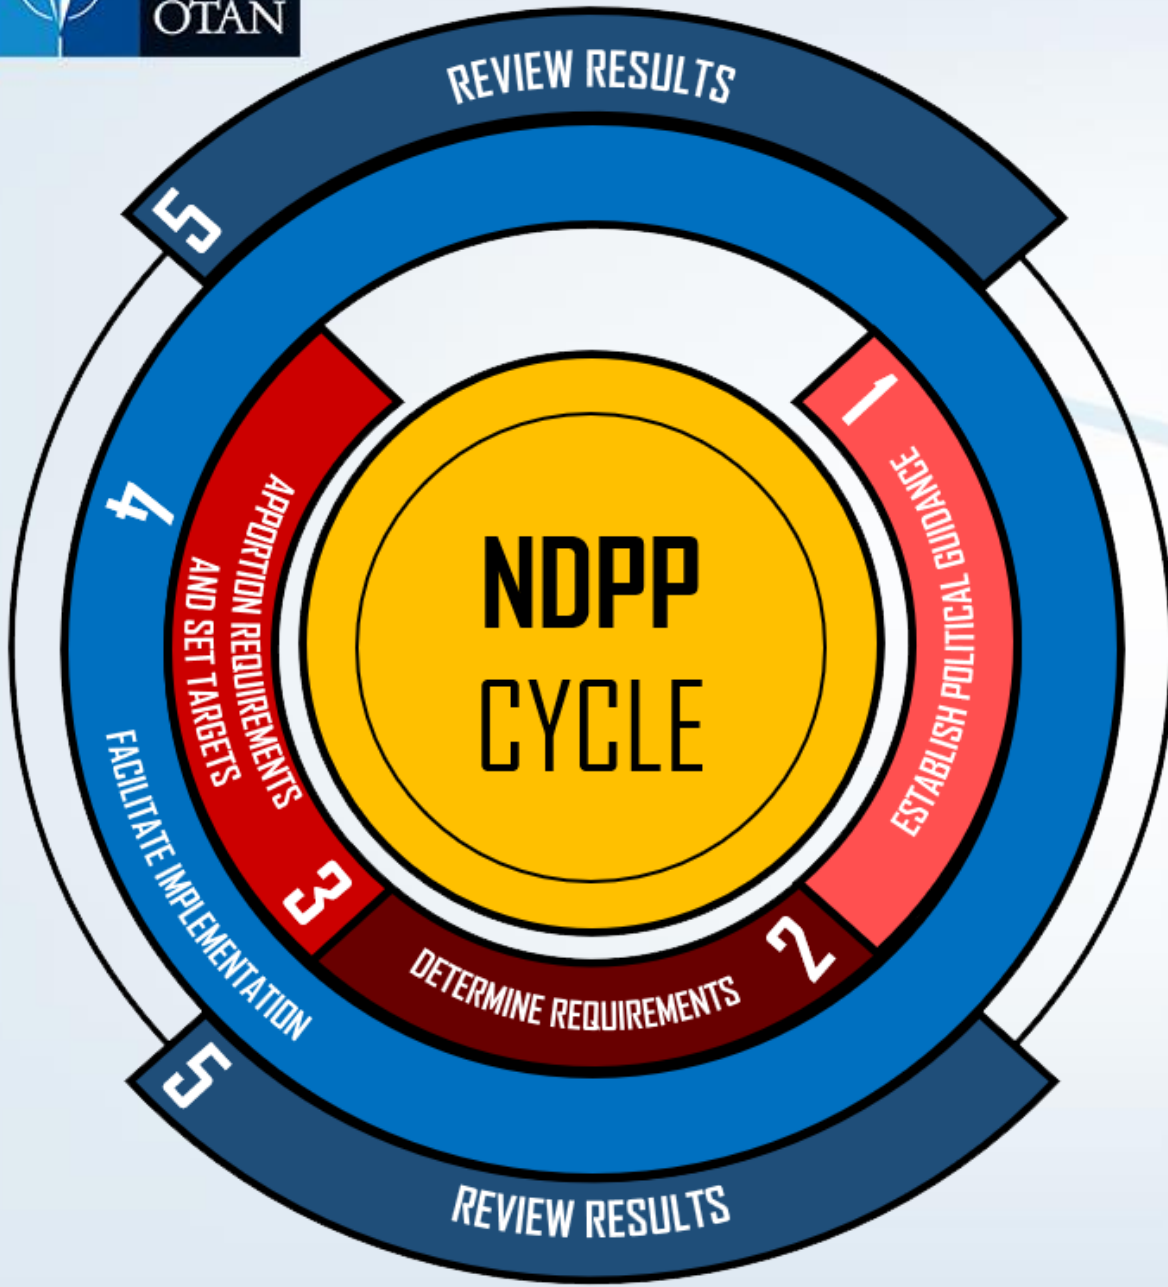 OTAN
REVIEW RESULTS
5
1
ESTABLISH POLITICAL GUIDANCE
2
DETERMINE REQUIREMENTS
3
APPORTION REQUIREMENTS
AND SET TARGETS
4
FACILITATE IMPLEMENTATION
NDPP
CYCLE
5
REVIEW RESULTS